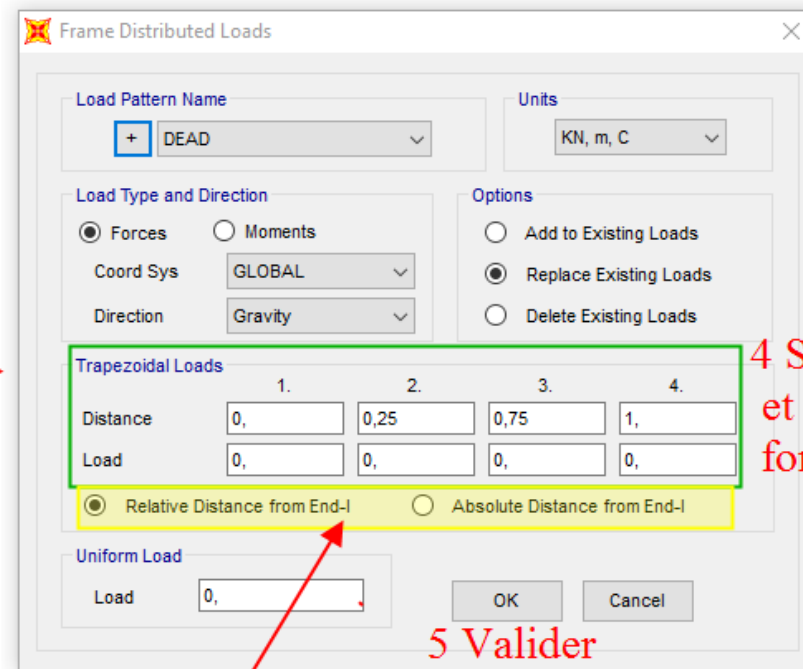 Frame Distributed Loads
Load Pattern Name
+ DEAD
Units
KN, m, C
Load Type and Direction
Forces Moments
Coord Sys GLOBAL
Direction Gravity
Options
Add to Existing Loads
Replace Existing Loads
Delete Existing Loads
Trapezoidal Loads
1. 2. 3. 4.
Distance 0, 0,25 0,75 1,
Load 0, 0, 0, 0,
Relative Distance from End-I Absolute Distance from End-I
4 S
et
for
Uniform Load
Load 0,
OK Cancel
5 Valider